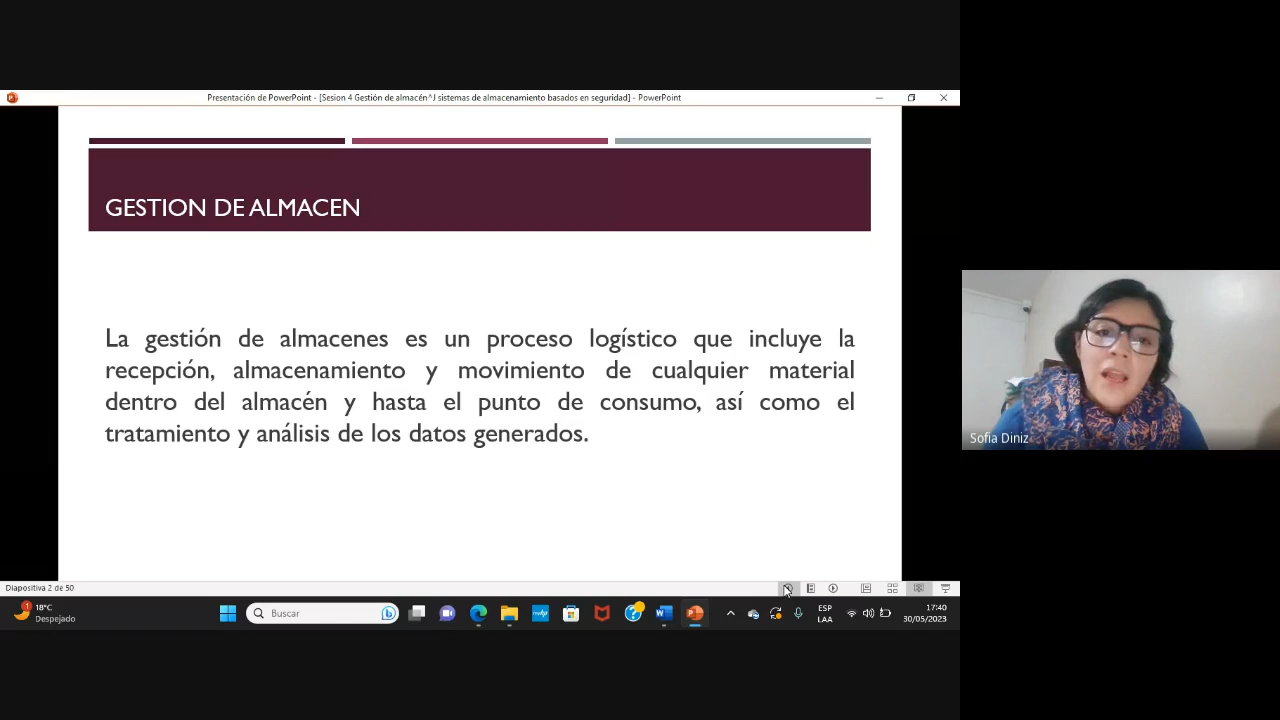 Presentación de PowerPoint - [Sesion 4 Gestión de almacén^J sistemas de almacenamiento basados en seguridad] - PowerPoint
GESTION DE ALMACEN
La gestión de almacenes es un proceso logístico que incluye la
recepción, almacenamiento y movimiento de cualquier material
dentro del almacén y hasta el punto de consumo, así como el
tratamiento y análisis de los datos generados.
Sofia Diniz
Diapositiva 2 de 50
1
18°C
Despejado
Buscar
ESP
LAA
17:40
30/05/2023